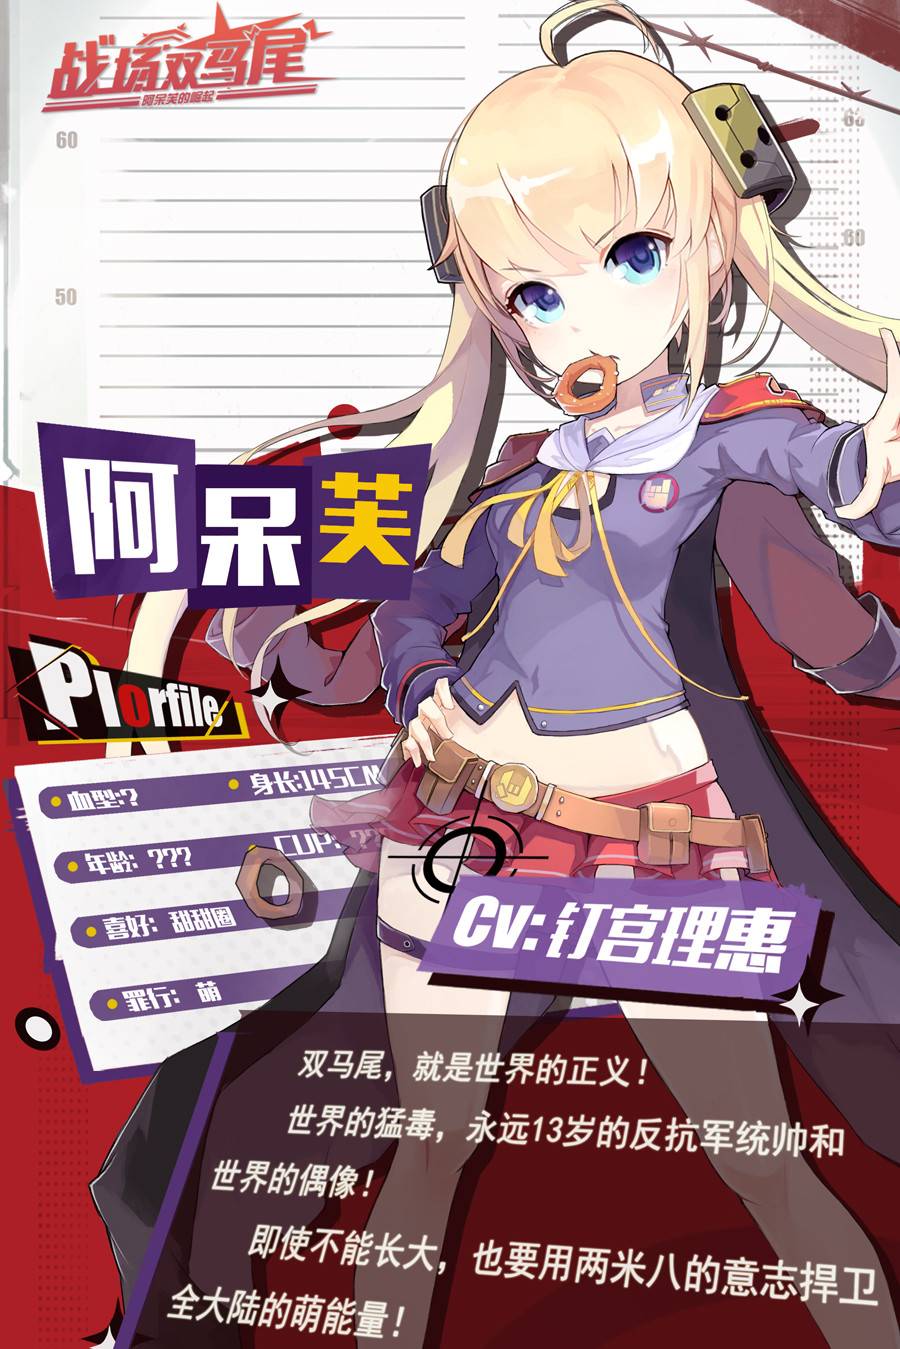 战场双马尾
阿呆芙的崛起
60
60
60
50
阿呆芙
Plorfile
血型:?
身长:145CM
年龄: ???
CUP: ??
喜好: 甜甜圈
罪行: 萌
Cv:钉宫理惠
双马尾，就是世界的正义！
世界的猛毒，永远13岁的反抗军统帅和
世界的偶像！
即使不能长大，也要用两米八的意志捍卫
全大陆的萌能量！